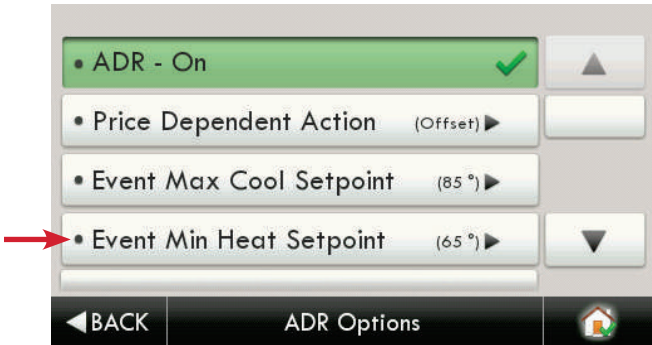 • ADR - On
• Price Dependent Action (Offset)
• Event Max Cool Setpoint (85 °)
• Event Min Heat Setpoint (65 °)
BACK ADR Options